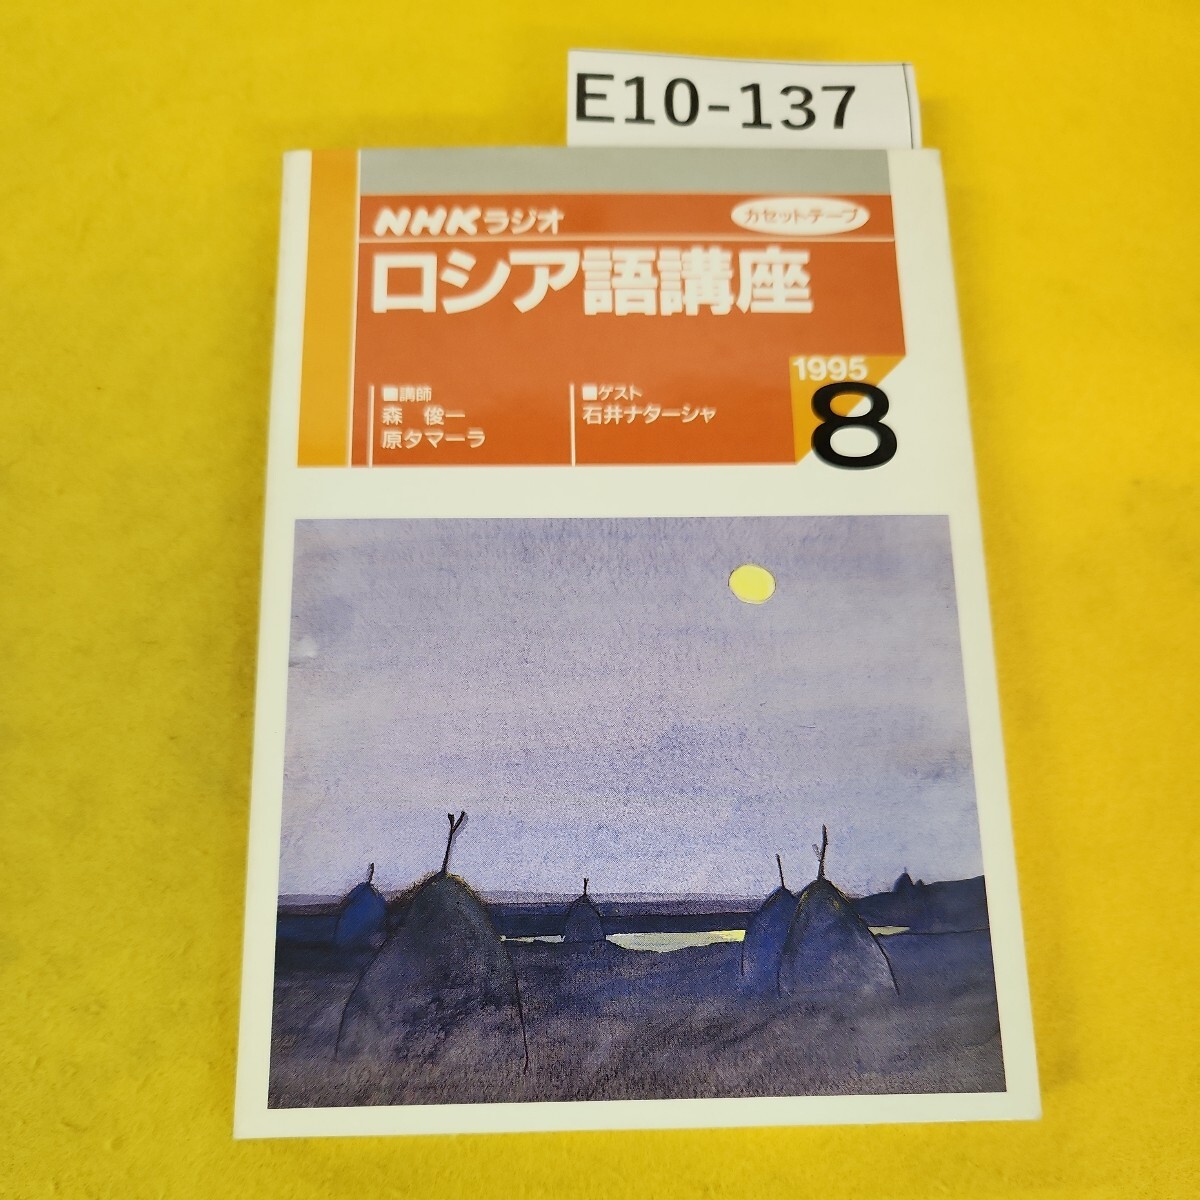 E10-137
NHKラジオ
カセットテープ
ロシア語講座
1995
8
■講師
森 俊一
原タマーラ
■ゲスト
石井ナターシャ